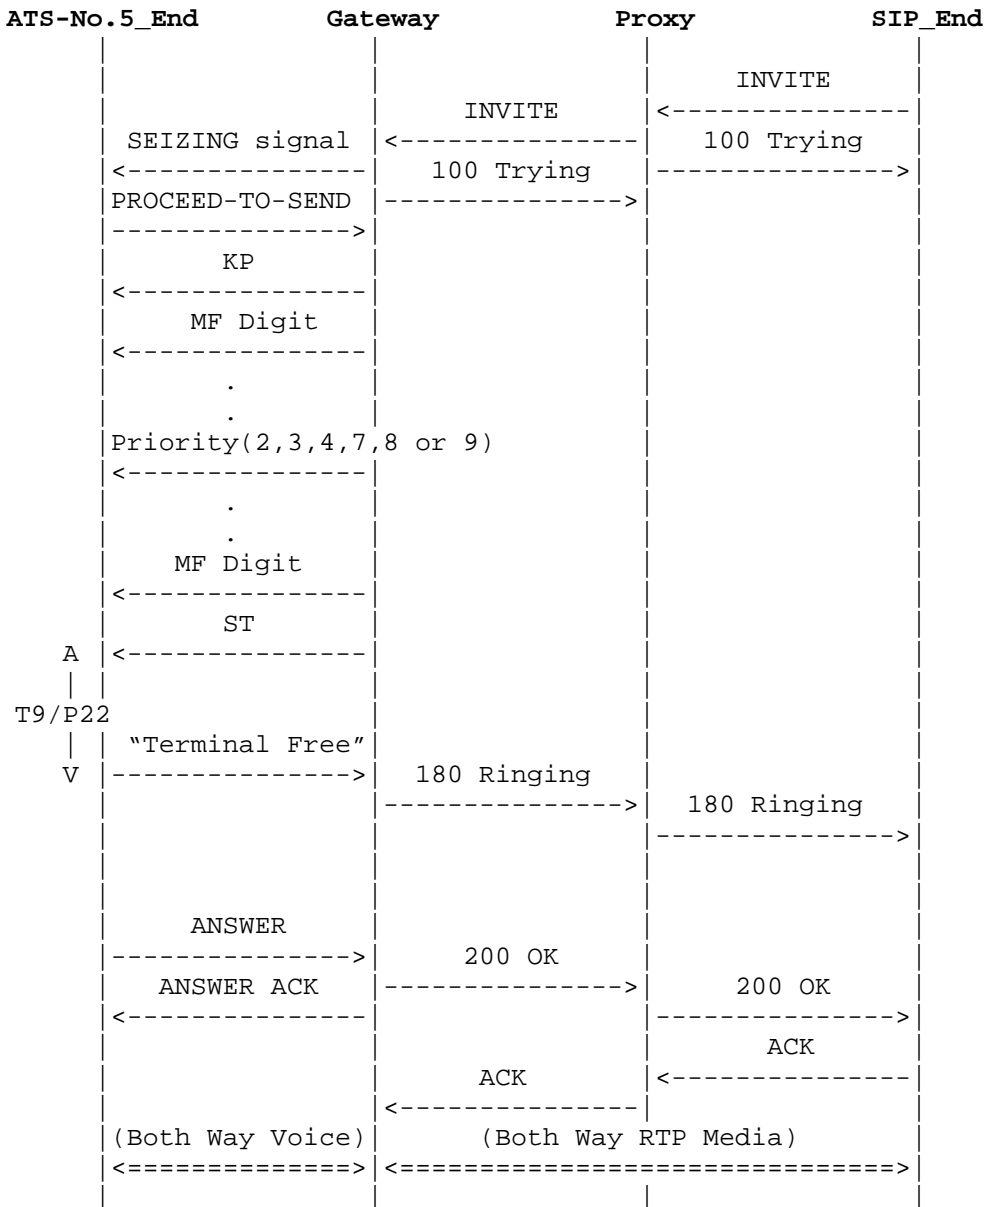 ATS-No.5_End Gateway Proxy SIP_End
INVITE
INVITE
SEIZING signal 100 Trying
100 Trying
PROCEED-TO-SEND
KP
MF Digit
.
.
Priority(2,3,4,7,8 or 9)
.
.
MF Digit
ST
A
T9/P22
“Terminal Free”
V 180 Ringing
180 Ringing
ANSWER
200 OK
ANSWER ACK 200 OK
ACK
ACK
(Both Way Voice) (Both Way RTP Media)